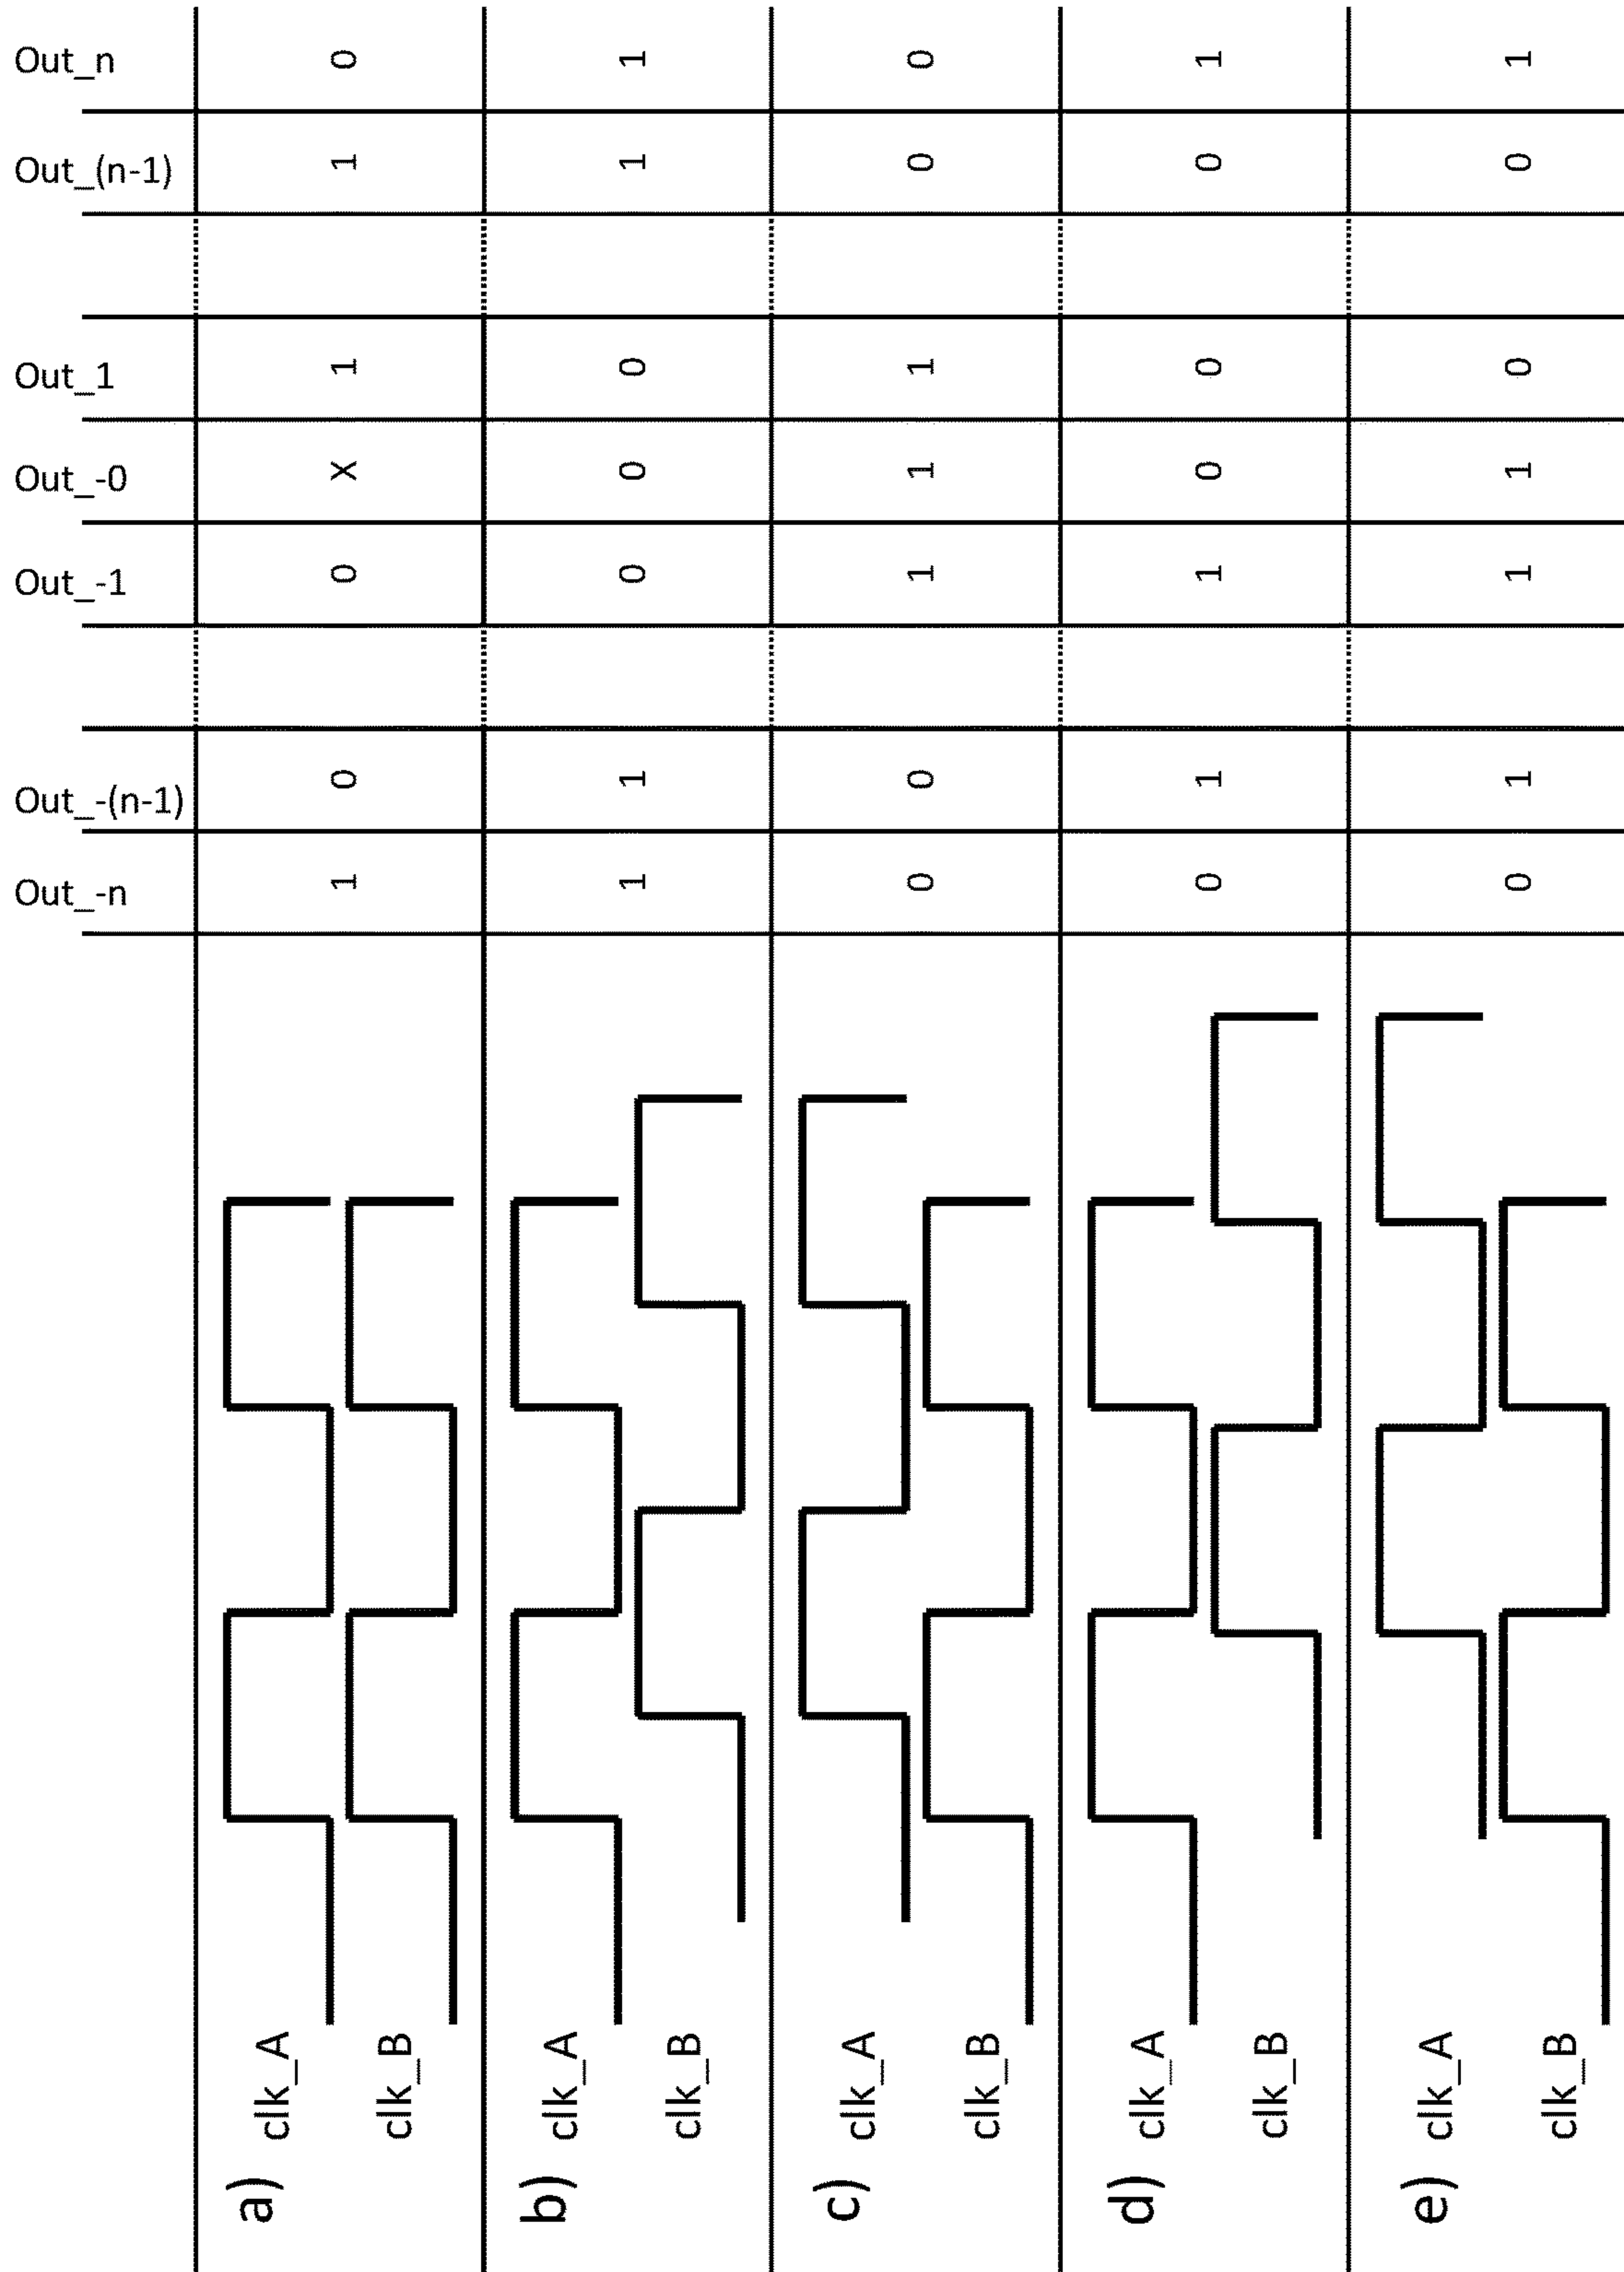 Out_-n Out_-(n-1) Out_-1 Out_-0 Out_1 Out_(n-1) Out_n
a) clk_A 1 0 0 X 1 1 0
clk_B
b) clk_A 1 1 0 0 0 1 1
clk_B
c) clk_A 0 0 1 1 1 0 0
clk_B
d) clk_A 0 1 1 0 0 0 1
clk_B
e) clk_A 0 1 1 1 0 0 1
clk_B